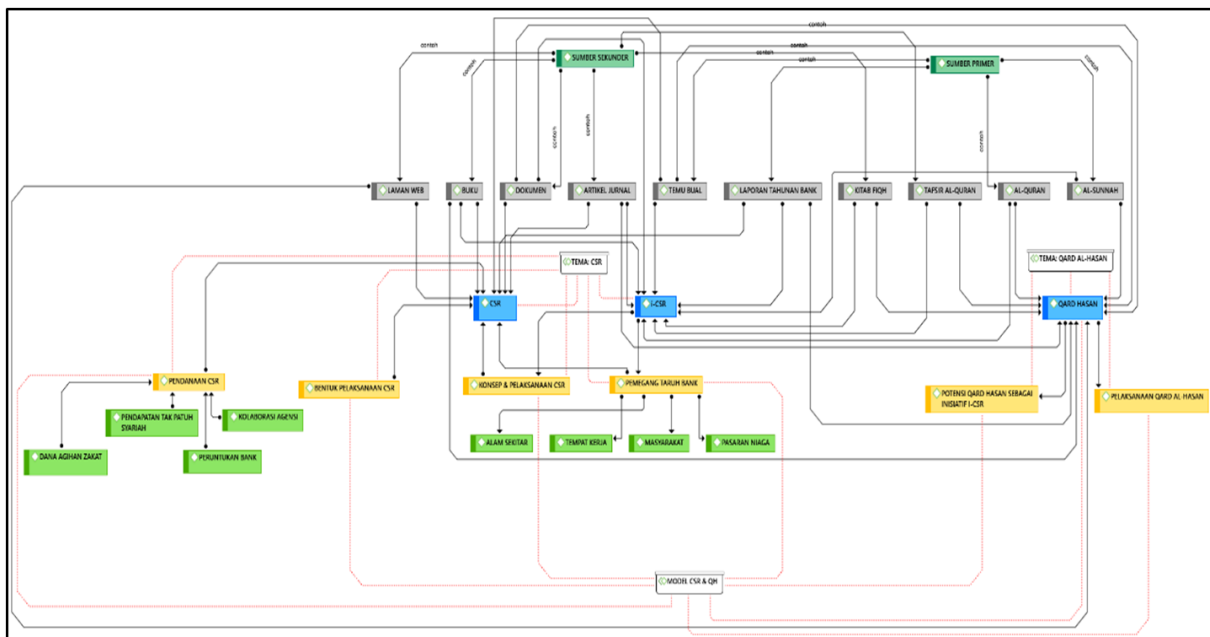 contoh
contoh
SUMBER SEKUNDER
contoh
contoh
SUMBER PRIMER
contoh
contoh
contoh
contoh
contoh
LAMAN WEB
BUKU
DOKUMEN
ARTIKEL JURNAL
TEMU BUAL
LAPORAN TAHUNAN BANK
KITAB FIQH
TAFSIR AL-QURAN
AL-QURAN
AL-SUNNAH
TEMA: CSR
TEMA: QARD AL-HASAN
CSR
I-CSR
QARD HASAN
PENDANAAN CSR
BENTUK PELAKSANAAN CSR
KONSEP & PELAKSANAAN CSR
PEMEGANG TARUH BANK
POTENSI QARD HASAN SEBAGAI
INISIATIF I-CSR
PELAKSANAAN QARD AL-HASAN
PENDAPATAN TAK PATUH
SYARIAH
KOLABORASI AGENSI
ALAM SEKITAR
TEMPAT KERJA
MASYARAKAT
PASARAN NIAGA
DANA AGIHAN ZAKAT
PERUNTUKAN BANK
MODEL CSR & QH